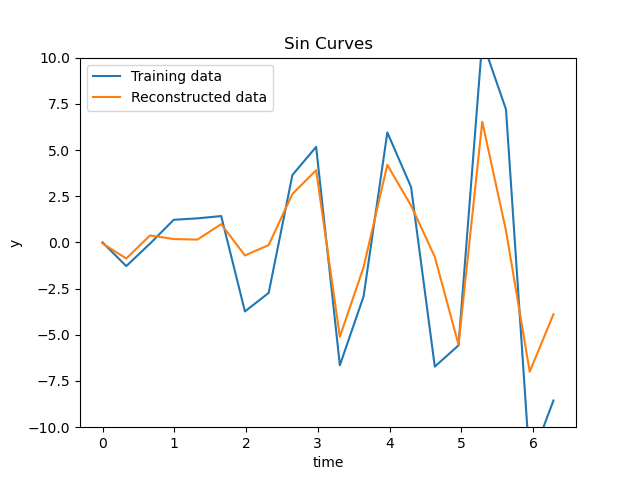 Sin Curves
Training data
Reconstructed data
10.0
7.5
5.0
2.5
0.0
−2.5
−5.0
−7.5
−10.0
y
0 1 2 3 4 5 6
time